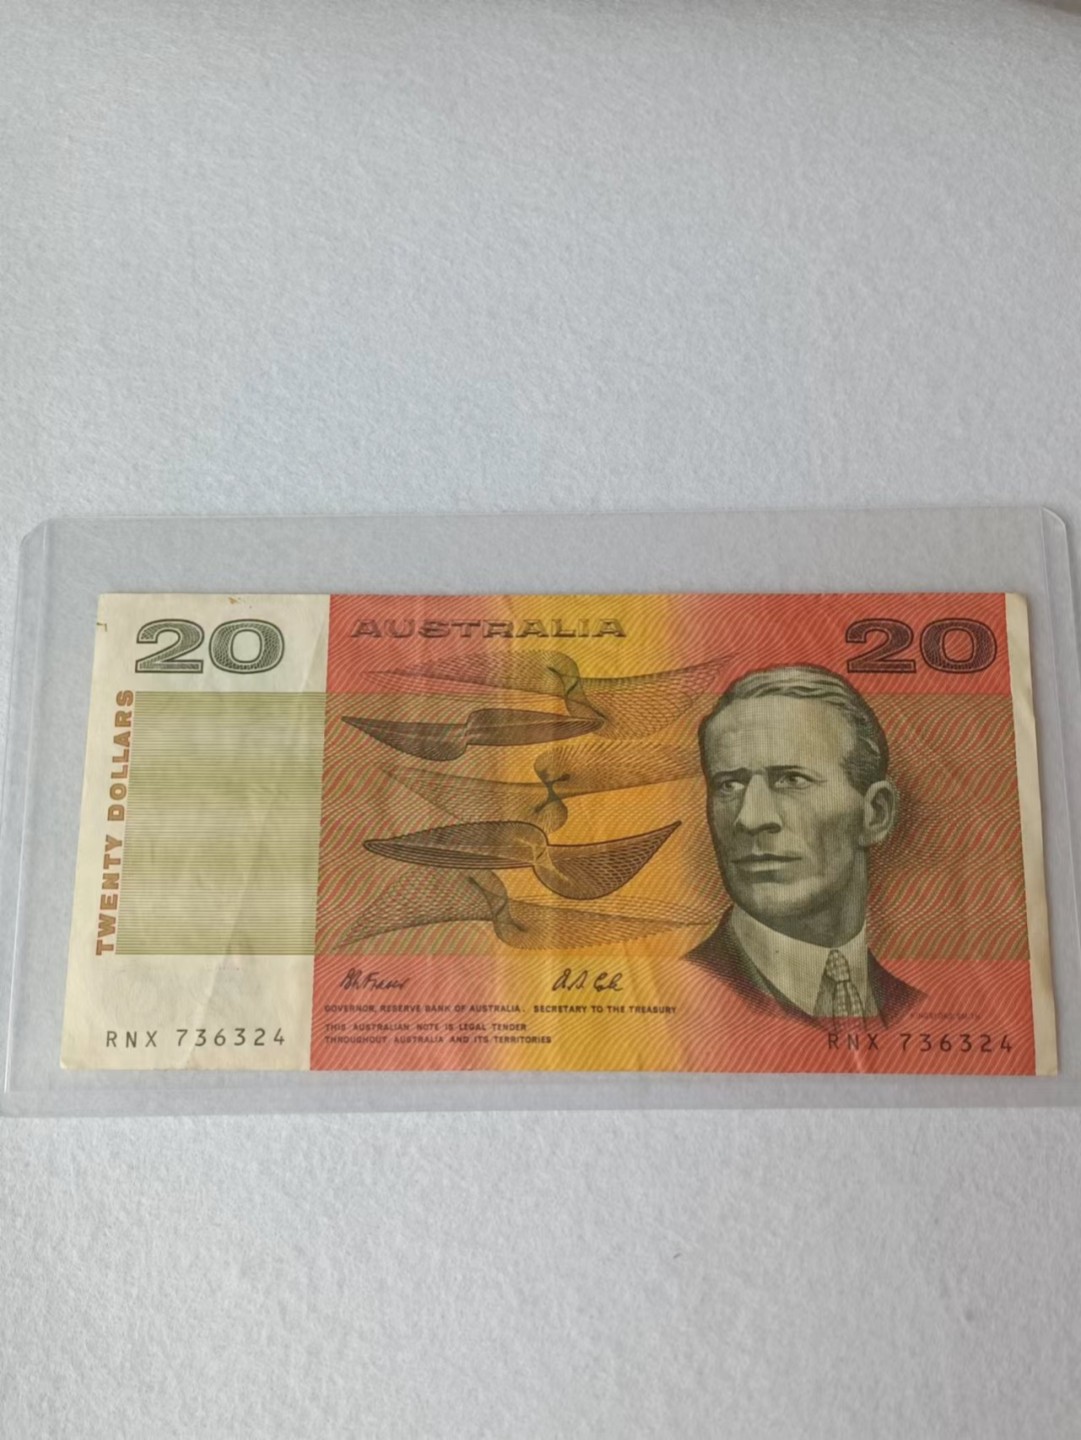 20 AUSTRALIA 20
TWENTY DOLLARS
GOVERNOR, RESERVE BANK OF AUSTRALIA. SECRETARY TO THE TREASURY
THIS AUSTRALIAN NOTE IS LEGAL TENDER
THROUGHOUT AUSTRALIA AND ITS TERRITORIES
RNX 736324 RNX 736324